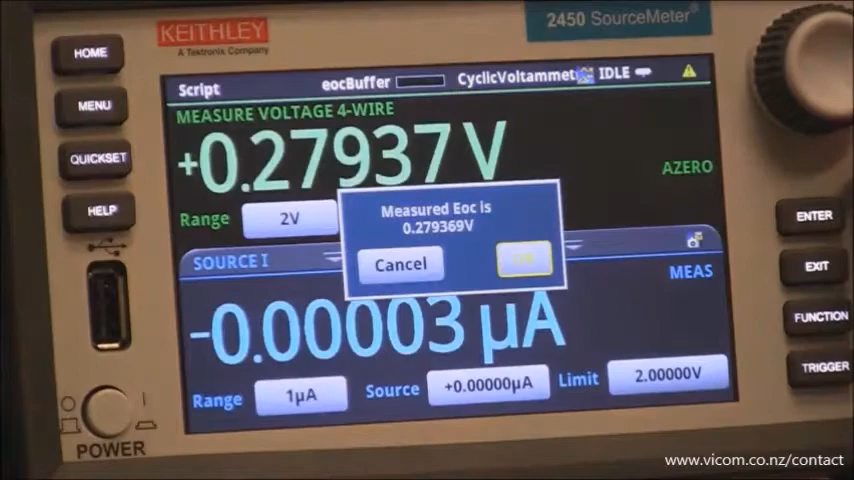 KEITHLEY
A Tektronix Company
2450 SourceMeter®
HOME
MENU
QUICKSET
HELP
POWER
Script
eocBuffer
CyclicVoltammet
IDLE
MEASURE VOLTAGE 4-WIRE
+0.27937 V
AZERO
Range
2V
Measured Eoc is
0.279369V
Cancel
SOURCE I
MEAS
-0.00003 µA
Range
1µA
Source
+0.00000µA
Limit
2.00000V
ENTER
EXIT
FUNCTION
TRIGGER
www.vicom.co.nz/contact